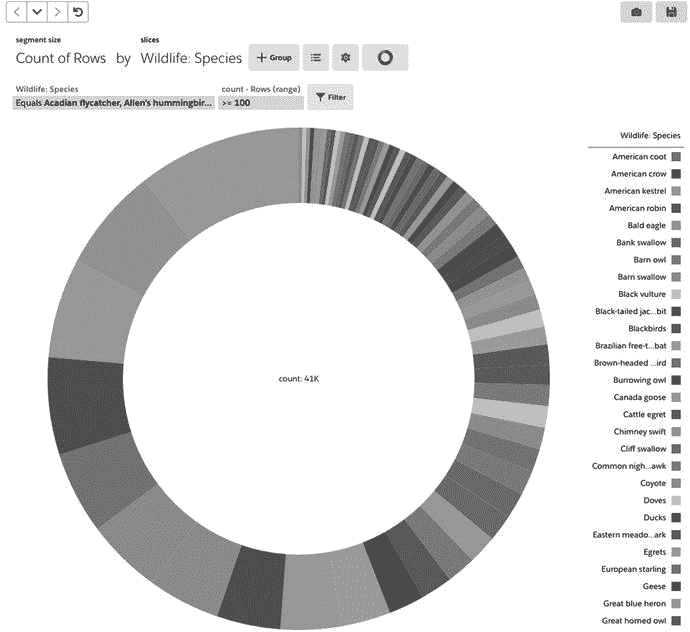 segment size
slices
Count of Rows by Wildlife: Species
+ Group
Wildlife: Species
count - Rows (range)
Equals Acadian flycatcher, Allen's hummingbir...
>= 100
Filter
Wildlife: Species
American coot
American crow
American kestrel
American robin
Bald eagle
Bank swallow
Barn owl
Barn swallow
Black vulture
Black-tailed jac...bit
Blackbirds
Brazilian free-t...bat
Brown-headed ...ird
Burrowing owl
Canada goose
Cattle egret
Chimney swift
Cliff swallow
Common nigh...awk
Coyote
Doves
Ducks
Eastern meado...ark
Egrets
European starling
Geese
Great blue heron
Great horned owl
count: 41K